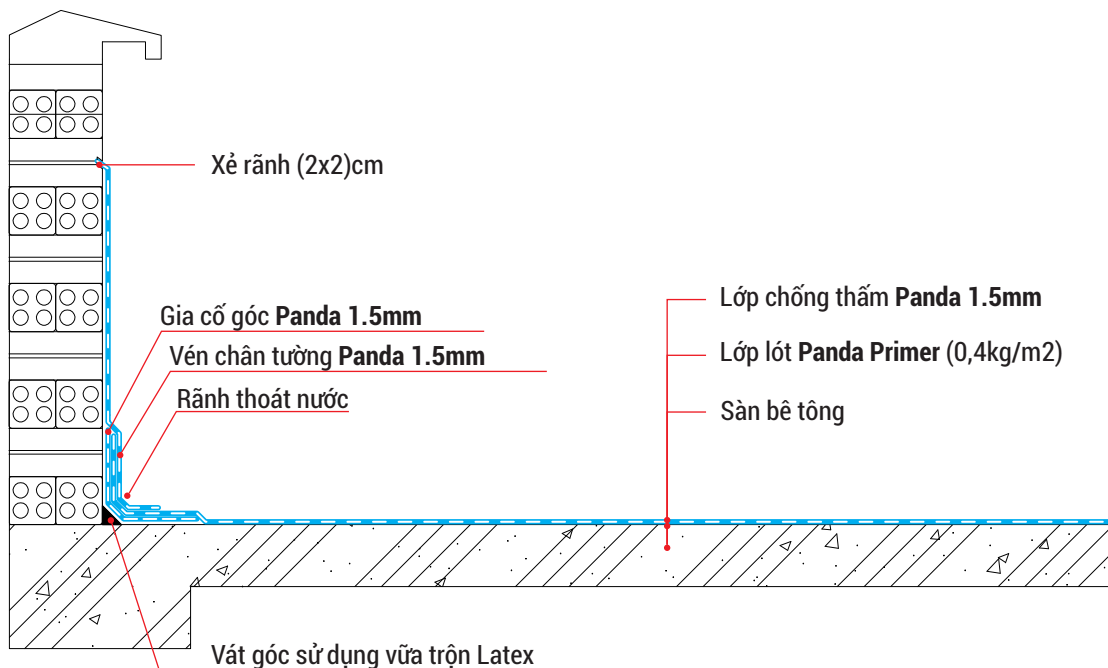 Xẻ rãnh (2x2)cm
Gia cố góc Panda 1.5mm
Vén chân tường Panda 1.5mm
Rãnh thoát nước
Lớp chống thấm Panda 1.5mm
Lớp lót Panda Primer (0,4kg/m2)
Sàn bê tông
Vát góc sử dụng vữa trộn Latex